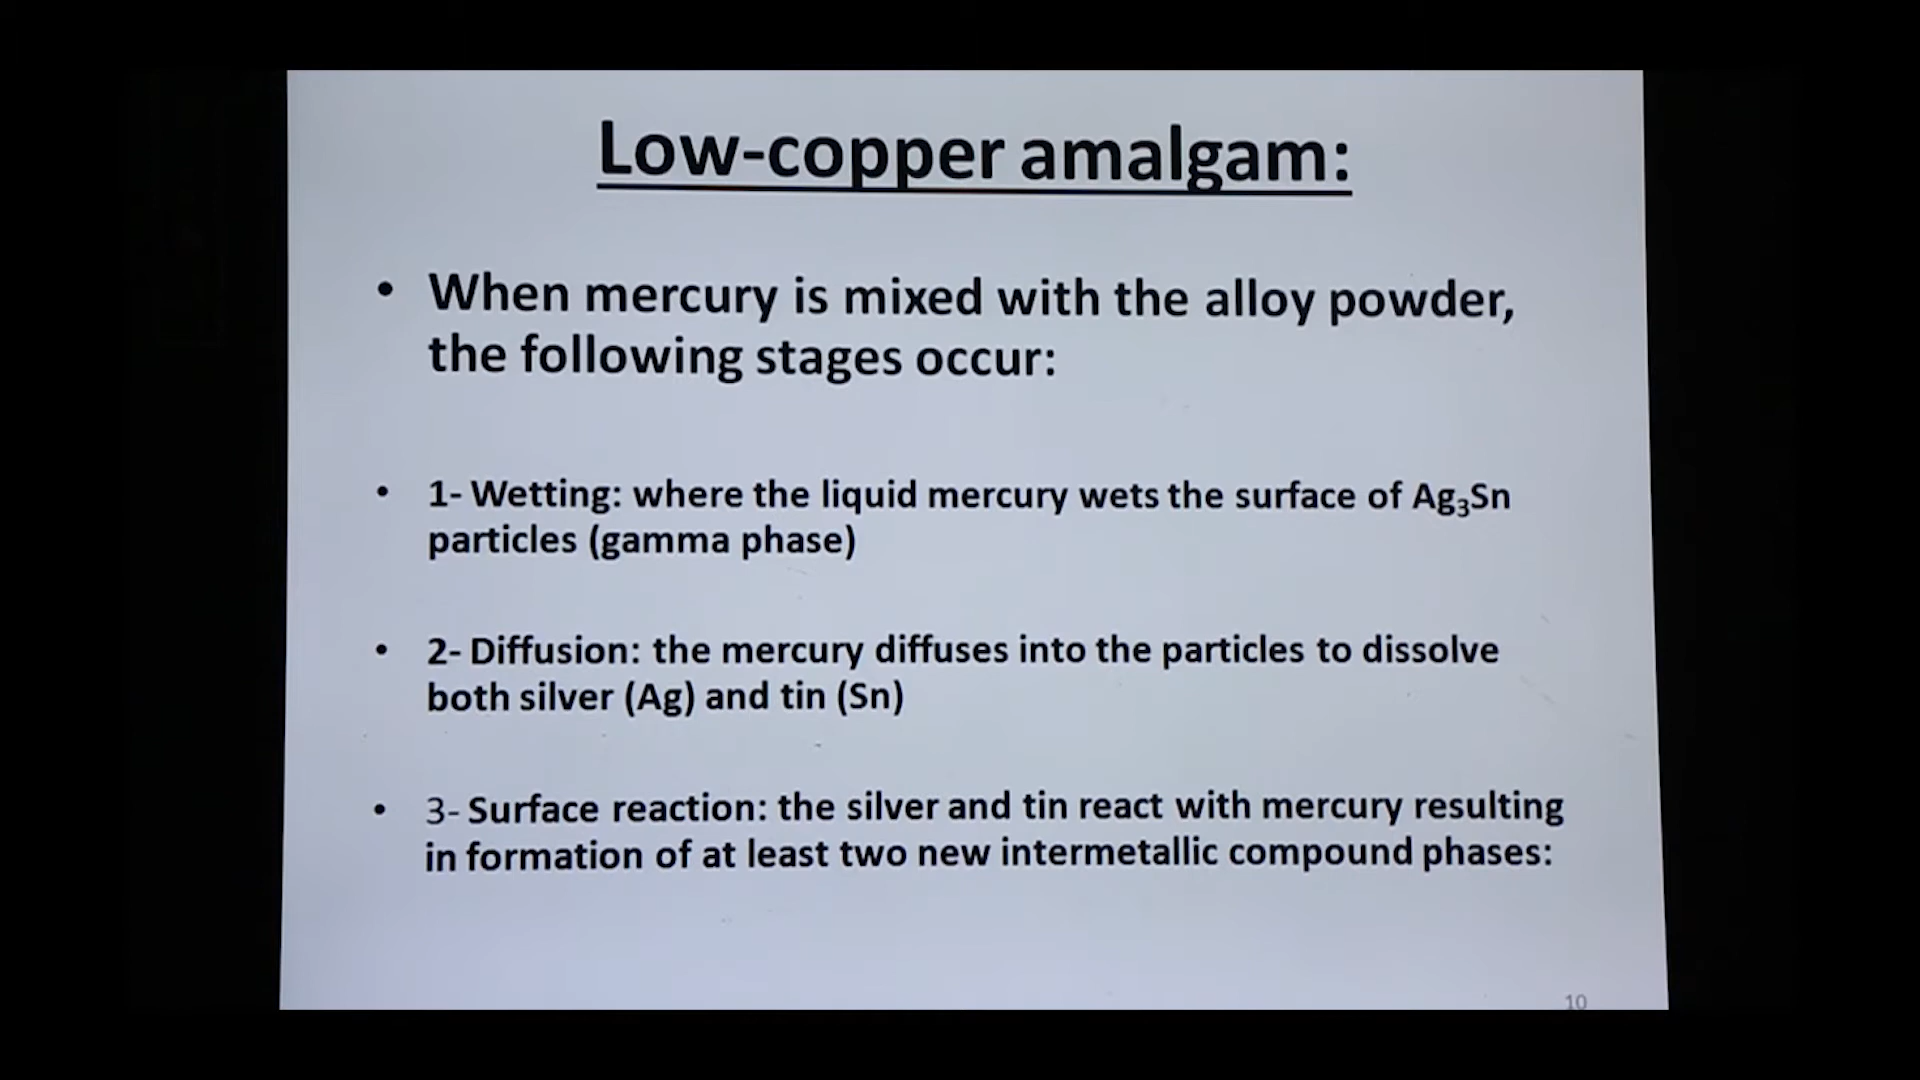 Low-copper amalgam:
• When mercury is mixed with the alloy powder,
the following stages occur:
• 1- Wetting: where the liquid mercury wets the surface of Ag₃Sn
particles (gamma phase)
• 2- Diffusion: the mercury diffuses into the particles to dissolve
both silver (Ag) and tin (Sn)
• 3- Surface reaction: the silver and tin react with mercury resulting
in formation of at least two new intermetallic compound phases:
10